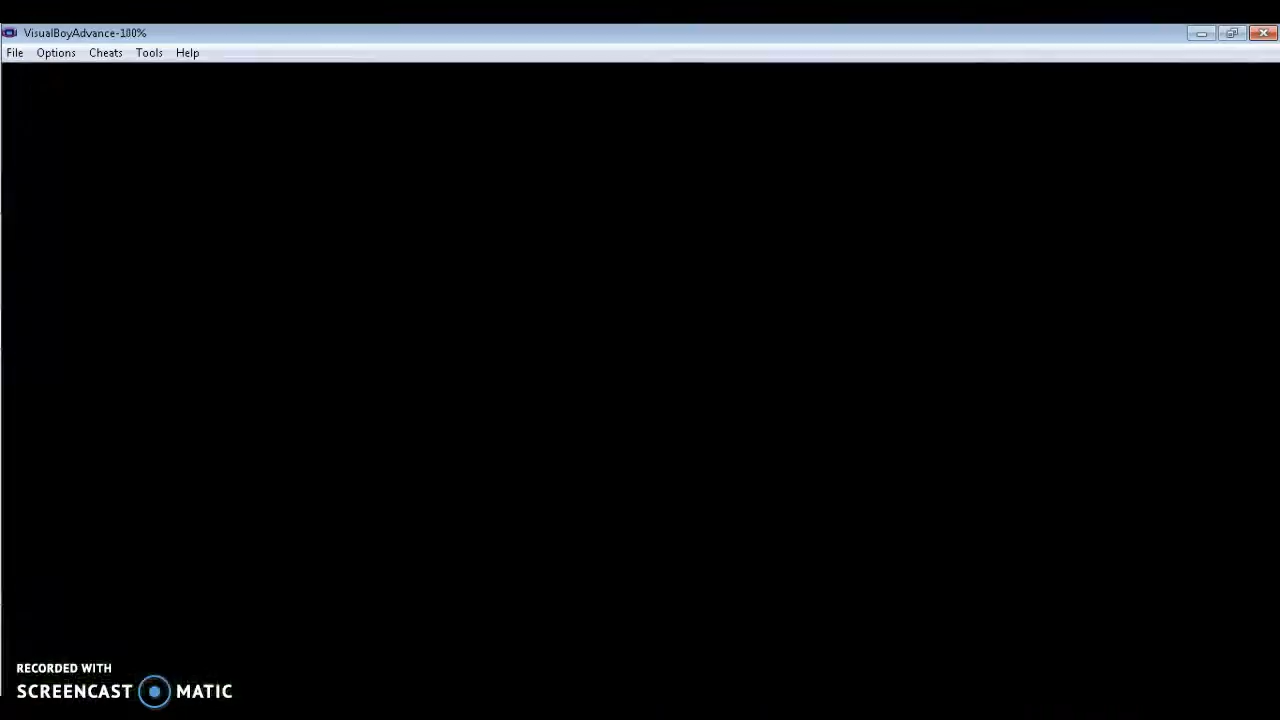 VisualBoyAdvance-100%
File Options Cheats Tools Help
RECORDED WITH
SCREENCAST MATIC